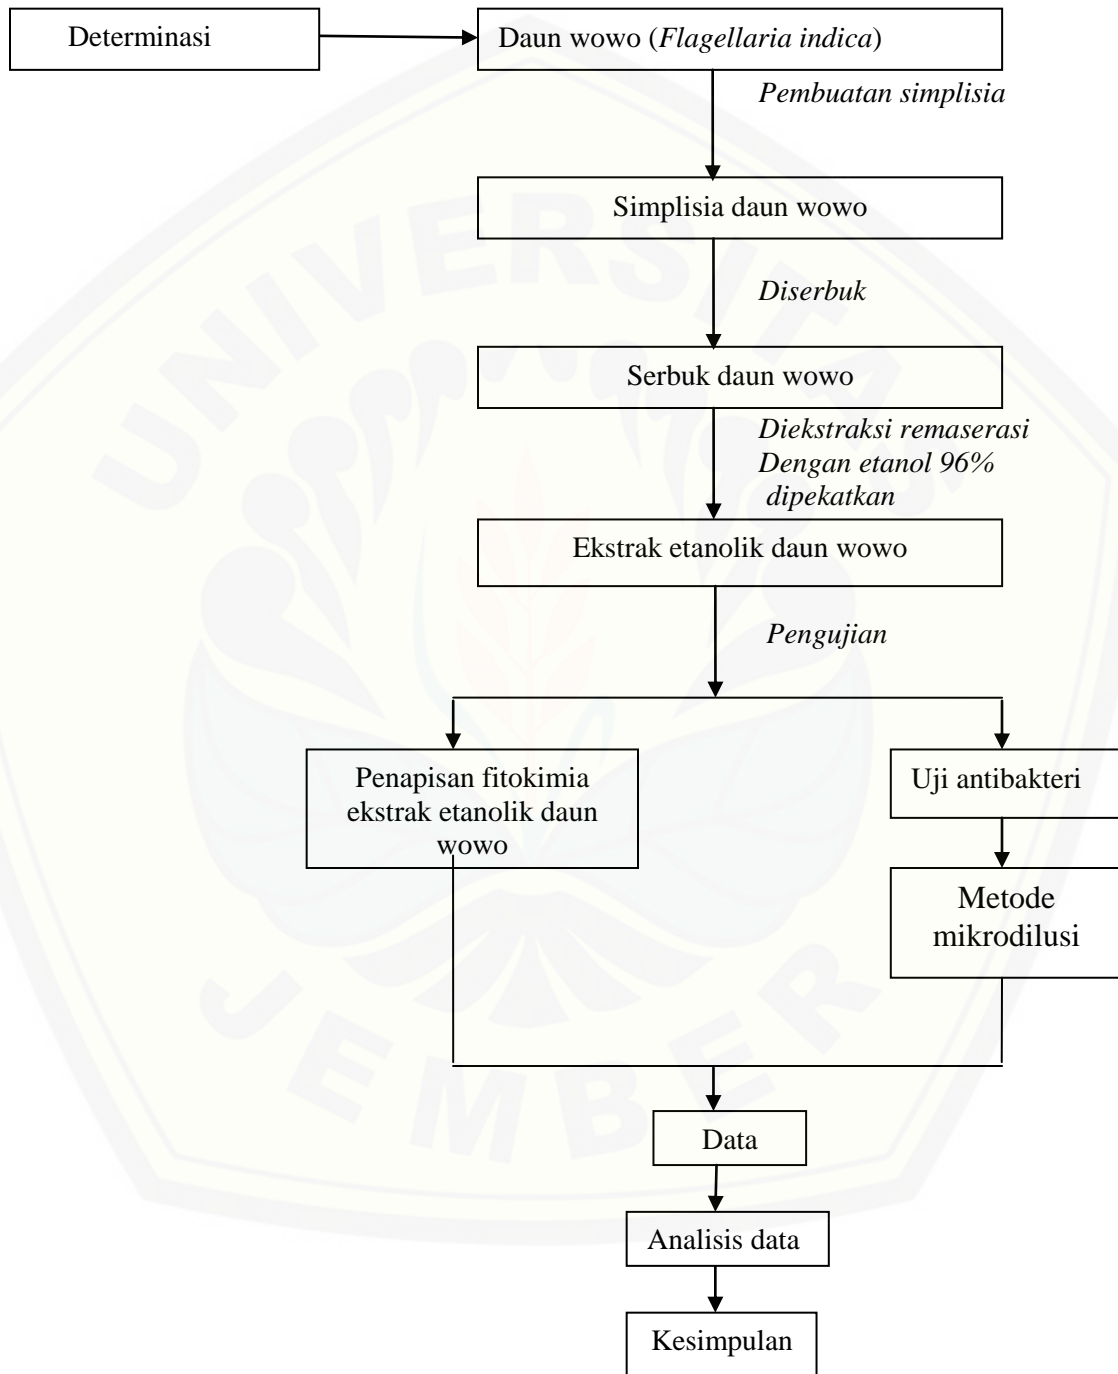 Determinasi
Daun wowo (Flagellaria indica)
Pembuatan simplisia
Simplisia daun wowo
Diserbuk
Serbuk daun wowo
Diekstraksi remaserasi
Dengan etanol 96%
dipekatkan
Ekstrak etanolik daun wowo
Pengujian
Penapisan fitokimia
ekstrak etanolik daun
wowo
Uji antibakteri
Metode
mikrodilusi
Data
Analisis data
Kesimpulan
UNIVERSITAS
JEMBER